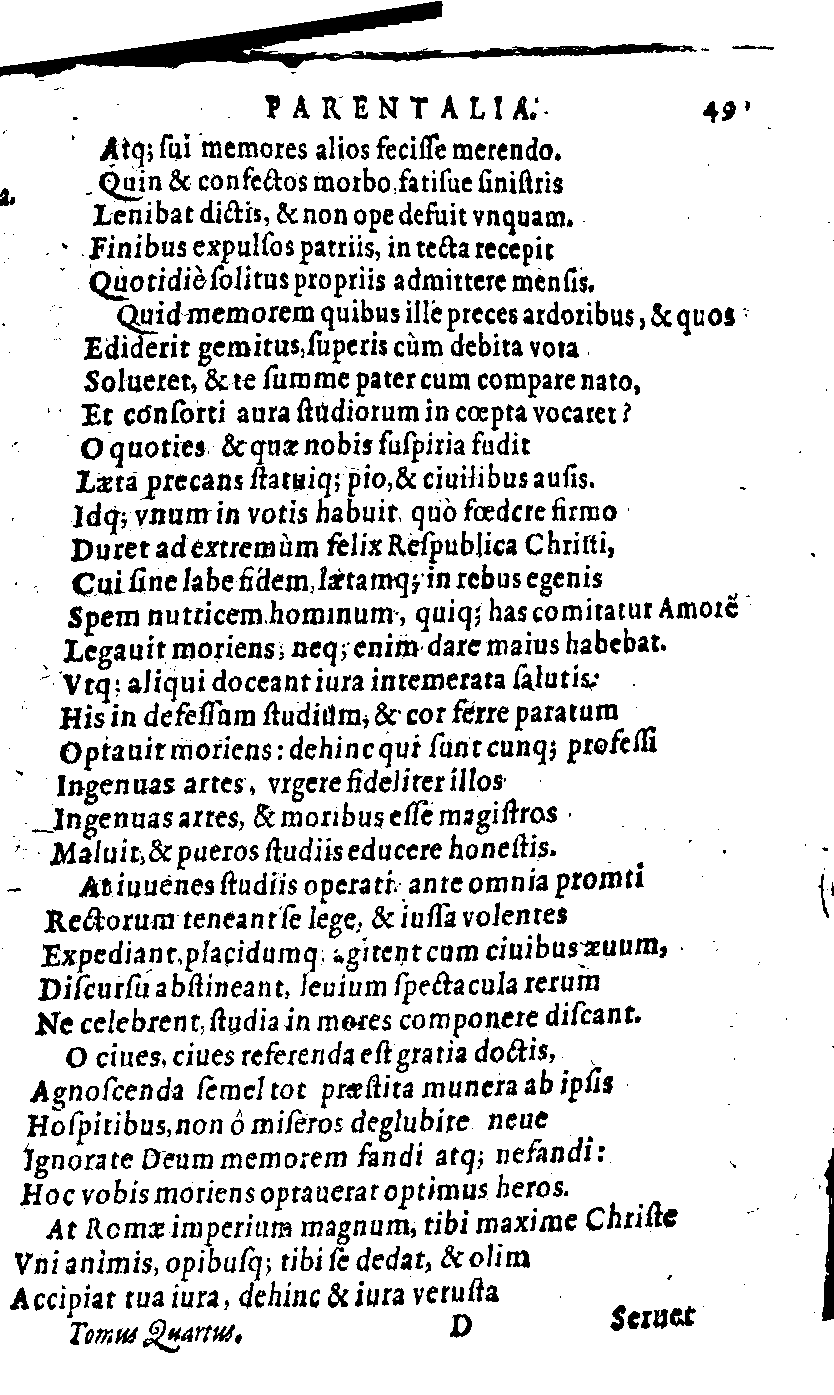 PARENTALIA. 49
Atq; ſui memores alios feciſſe merendo.
Quin & confectos morbo, fatiſue ſiniſtris
Lenibat dictis, & non ope defuit vnquam.
Finibus expulſos patriis, in tecta recepit
Quotidiè ſolitus propriis admittere menſis.
Quid memorem quibus ille preces ardoribus, & quos
Ediderit gemitus, ſuperis cùm debita vota
Solueret, & te ſumme pater cum compare nato,
Et conſorti aura ſtudiorum in cœpta vocaret?
O quoties & quæ nobis ſuſpiria fudit
Læta precans ſtatuiq; pio, & ciuilibus auſis.
Idq; vnum in votis habuit, quò fœdere firmo
Duret ad extremùm felix Reſpublica Chriſti,
Cui ſine labe fidem, lætamq; in rebus egenis
Spem nutricem hominum, quiq; has comitatur Amorẽ
Legauit moriens; neq; enim dare maius habebat.
Vtq; aliqui doceant iura intemerata ſalutis:
His in defeſſum ſtudium, & cor ferre paratum
Optauit moriens: dehinc qui ſunt cunq; profeſſi
Ingenuas artes, vrgere fideliter illos
Ingenuas artes, & moribus eſſe magiſtros
Maluit, & pueros ſtudiis educere honeſtis.
At iuuenes ſtudiis operati ante omnia promti
Rectorum teneant ſe lege, & iuſſa volentes
Expediant, placidumq. agitent cum ciuibus æuum,
Diſcurſu abſtineant, leuium ſpectacula rerum
Ne celebrent, ſtudia in mores componere diſcant.
O ciues, ciues referenda eſt gratia doctis,
Agnoſcenda ſemel tot præſtita munera ab ipſis
Hoſpitibus, non ô miſeros deglubite neue
Ignorate Deum memorem fandi atq; nefandi:
Hoc vobis moriens optauerat optimus heros.
At Romæ imperium magnum, tibi maxime Chriſte
Vni animis, opibuſq; tibi ſe dedat, & olim
Accipiat tua iura, dehinc & iura vetuſta
Tomus Quartus. D Seruet